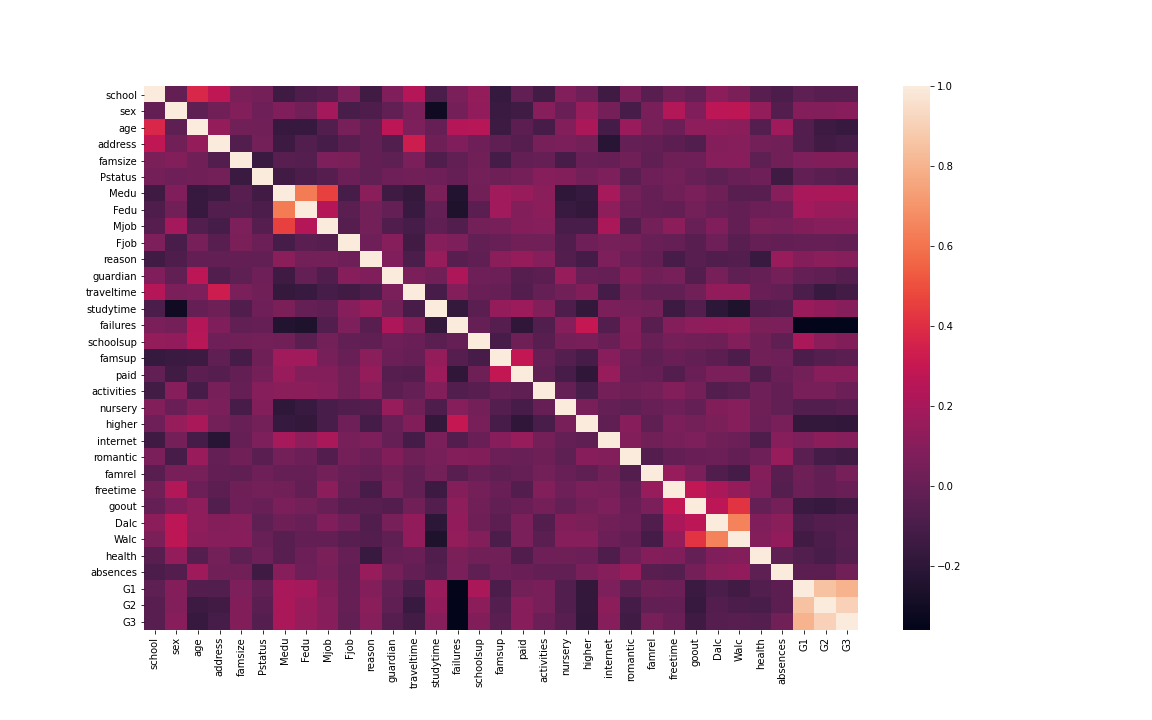 school
sex
age
address
famsize
Pstatus
Medu
Fedu
Mjob
Fjob
reason
guardian
traveltime
studytime
failures
schoolsup
famsup
paid
activities
nursery
higher
internet
romantic
famrel
freetime
goout
Dalc
Walc
health
absences
G1
G2
G3
school
sex
age
address
famsize
Pstatus
Medu
Fedu
Mjob
Fjob
reason
guardian
traveltime
studytime
failures
schoolsup
famsup
paid
activities
nursery
higher
internet
romantic
famrel
freetime
goout
Dalc
Walc
health
absences
G1
G2
G3
1.0
0.8
0.6
0.4
0.2
0.0
−0.2